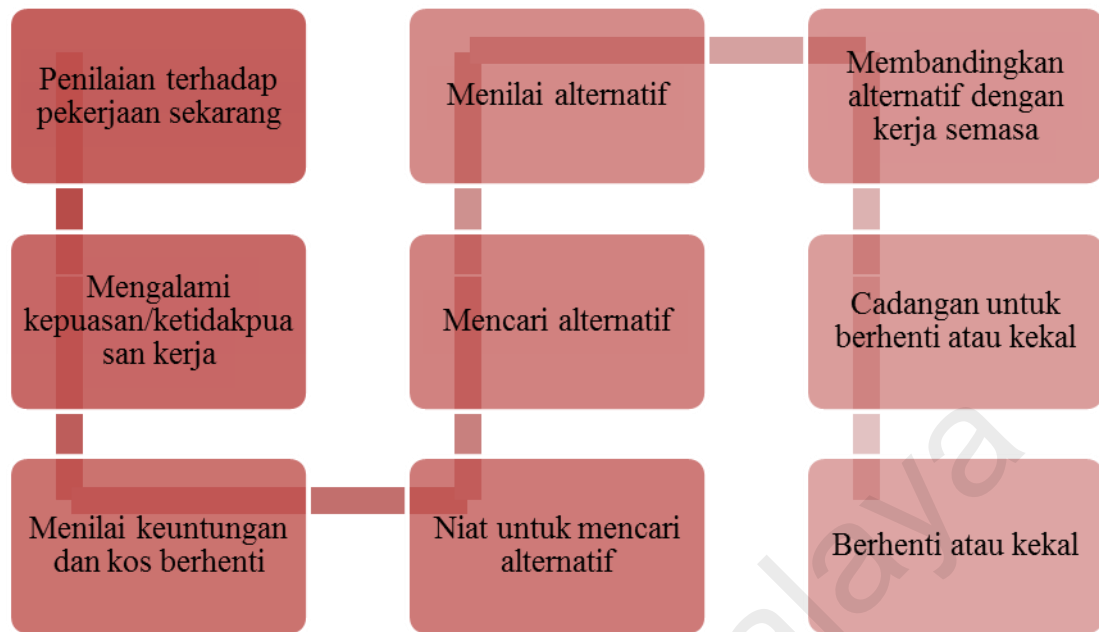 Penilaian terhadap
pekerjaan sekarang
Mengalami
kepuasan/ketidakpua
san kerja
Menilai keuntungan
dan kos berhenti
Niat untuk mencari
alternatif
Mencari alternatif
Menilai alternatif
Membandingkan
alternatif dengan
kerja semasa
Cadangan untuk
berhenti atau kekal
Berhenti atau kekal